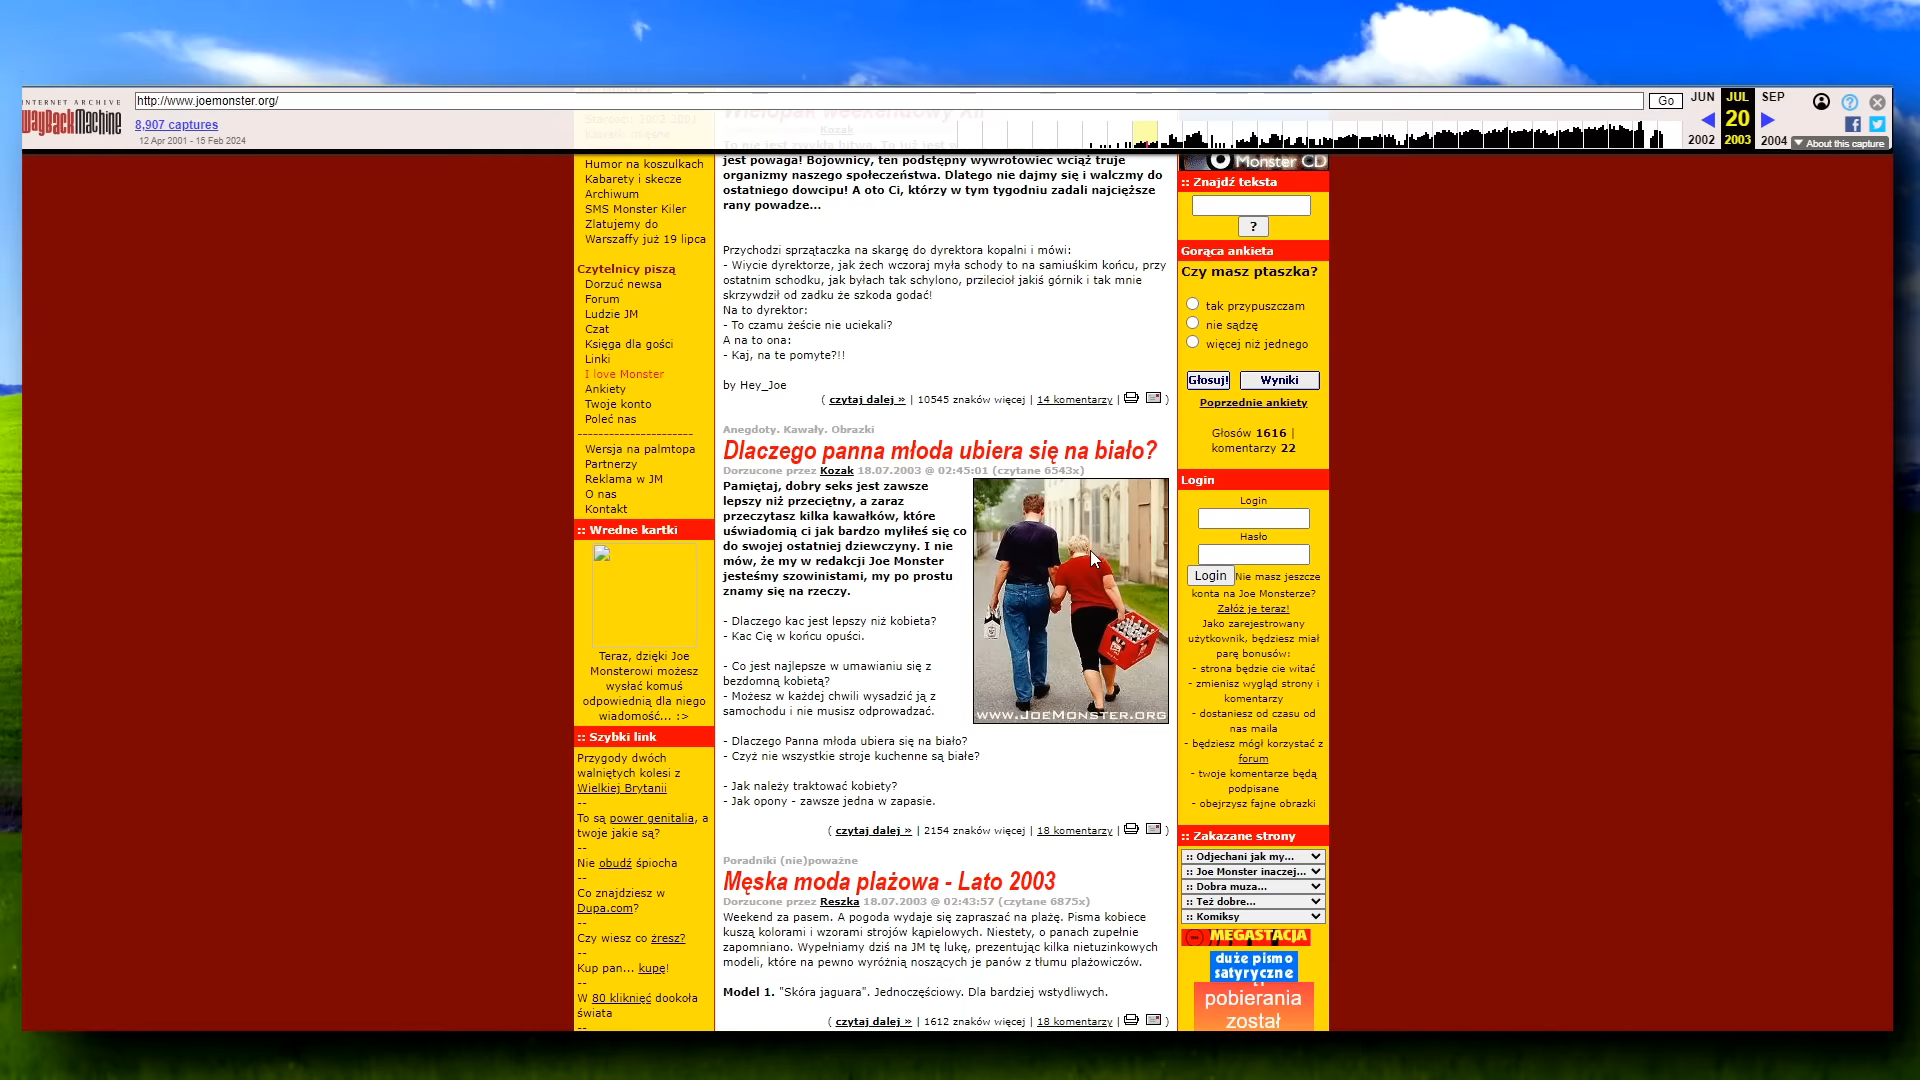 INTERNET ARCHIVE
WayBackMachine
http://www.joemonster.org/
Go
JUN
JUL
SEP
8,907 captures
20
12 Apr 2001 - 15 Feb 2024
2002
2003
2004
About this capture
Humor na koszulkach
Kabarety i skecze
Archiwum
SMS Monster Kiler
Zlatujemy do
Warszaffy już 19 lipca
Czytelnicy piszą
Dorzuć newsa
Forum
Ludzie JM
Czat
Księga dla gości
Linki
I love Monster
Ankiety
Twoje konto
Poleć nas
----------------------
Wersja na palmtopa
Partnerzy
Reklama w JM
O nas
Kontakt
:: Wredne kartki
Teraz, dzięki Joe
Monsterowi możesz
wysłać komuś
odpowiednią dla niego
wiadomość... :>
:: Szybki link
Przygody dwóch
walniętych kolesi z
Wielkiej Brytanii
--
To są power genitalia, a
twoje jakie są?
--
Nie obudź śpiocha
--
Co znajdziesz w
Dupa.com?
--
Czy wiesz co żresz?
--
Kup pan... kupę!
--
W 80 kliknięć dookoła
świata
--
Wielopak weekendowy XII
Kozak
To nie jest zwykła bitwa. To już jest w
jest powaga! Bojownicy, ten podstępny wywrotowiec wciąż truje
organizmy naszego społeczeństwa. Dlatego nie dajmy się i walczmy do
ostatniego dowcipu! A oto Ci, którzy w tym tygodniu zadali najcięższe
rany powadze...
Przychodzi sprzątaczka na skargę do dyrektora kopalni i mówi:
- Wiycie dyrektorze, jak żech wczoraj myła schody to na samiuśkim końcu, przy
ostatnim schodku, jak byłach tak schylono, przilecioł jakiś górnik i tak mnie
skrzywdził od zadku że szkoda godać!
Na to dyrektor:
- To czamu żeście nie uciekali?
A na to ona:
- Kaj, na te pomyte?!!
by Hey_Joe
( czytaj dalej » | 10545 znaków więcej | 14 komentarzy | )
Anegdoty. Kawały. Obrazki
Dlaczego panna młoda ubiera się na biało?
Dorzucone przez Kozak 18.07.2003 @ 02:45:01 (czytane 6543x)
Pamiętaj, dobry seks jest zawsze
lepszy niż przeciętny, a zaraz
przeczytasz kilka kawałków, które
uświadomią ci jak bardzo myliłeś się co
do swojej ostatniej dziewczyny. I nie
mów, że my w redakcji Joe Monster
jesteśmy szowinistami, my po prostu
znamy się na rzeczy.
- Dlaczego kac jest lepszy niż kobieta?
- Kac Cię w końcu opuści.
- Co jest najlepsze w umawianiu się z
bezdomną kobietą?
- Możesz w każdej chwili wysadzić ją z
samochodu i nie musisz odprowadzać.
WWW.JOEMONSTER.ORG
- Dlaczego Panna młoda ubiera się na biało?
- Czyż nie wszystkie stroje kuchenne są białe?
- Jak należy traktować kobiety?
- Jak opony - zawsze jedna w zapasie.
( czytaj dalej » | 2154 znaków więcej | 18 komentarzy | )
Poradniki (nie)poważne
Męska moda plażowa - Lato 2003
Dorzucone przez Reszka 18.07.2003 @ 02:43:57 (czytane 6875x)
Weekend za pasem. A pogoda wydaje się zapraszać na plażę. Pisma kobiece
kuszą kolorami i wzorami strojów kąpielowych. Niestety, o panach zupełnie
zapomniano. Wypełniamy dziś na JM tę lukę, prezentując kilka nietuzinkowych
modeli, które na pewno wyróżnią noszących je panów z tłumu plażowiczów.
Model 1. "Skóra jaguara". Jednoczęściowy. Dla bardziej wstydliwych.
( czytaj dalej » | 1612 znaków więcej | 18 komentarzy | )
Monster CD
:: Znajdź teksta
?
Gorąca ankieta
Czy masz ptaszka?
tak przypuszczam
nie sądzę
więcej niż jednego
Głosuj!
Wyniki
Poprzednie ankiety
Głosów 1616 |
komentarzy 22
Login
Login
Hasło
Login Nie masz jeszcze
konta na Joe Monsterze?
Załóż je teraz!
Jako zarejestrowany
użytkownik, będziesz miał
parę bonusów:
- strona będzie cie witać
- zmienisz wygląd strony i
komentarzy
- dostaniesz od czasu od
nas maila
- będziesz mógł korzystać z
forum
- twoje komentarze będą
podpisane
- obejrzysz fajne obrazki
:: Zakazane strony
:: Odjechani jak my...
:: Joe Monster inaczej...
:: Dobra muza...
:: Też dobre...
:: Komiksy
MEGASTACJA
duże pismo
satyryczne
pobierania
został